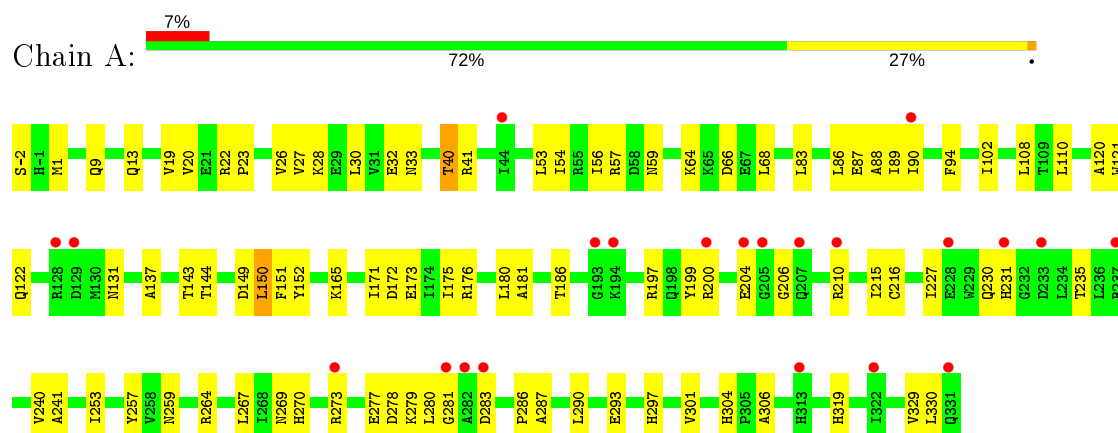 7%
Chain A:
72% 27% •
S-2 H-1 M1 Q9 Q13 V19 V20 E21 R22 P23 V26 V27 K28 E29 L30 V31 E32 N33 T40 R41 I44 L53 I54 R55 I56 R57 D58 N59 K64 K65 D66 E67 L68 L83 L86 E87 A88 I89 I90 F94 I102 L108 T109 L110 A120 W121
Q122 R128 D129 M130 N131 A137 T143 T144 D149 L150 F151 Y152 K165 I171 D172 E173 I174 I175 R176 L180 A181 T186 G193 K194 R197 Q198 Y199 R200 E204 G205 G206 Q207 R210 I215 C216 I227 E228 W229 Q230 H231 G232 D233 L234 T235 L236 R237
V240 A241 I253 Y257 V258 N259 R264 L267 I268 N269 H270 R273 E277 D278 K279 L280 G281 A282 D283 P286 A287 L290 E293 H297 V301 H304 P305 A306 H313 H319 I322 V329 L330 Q331